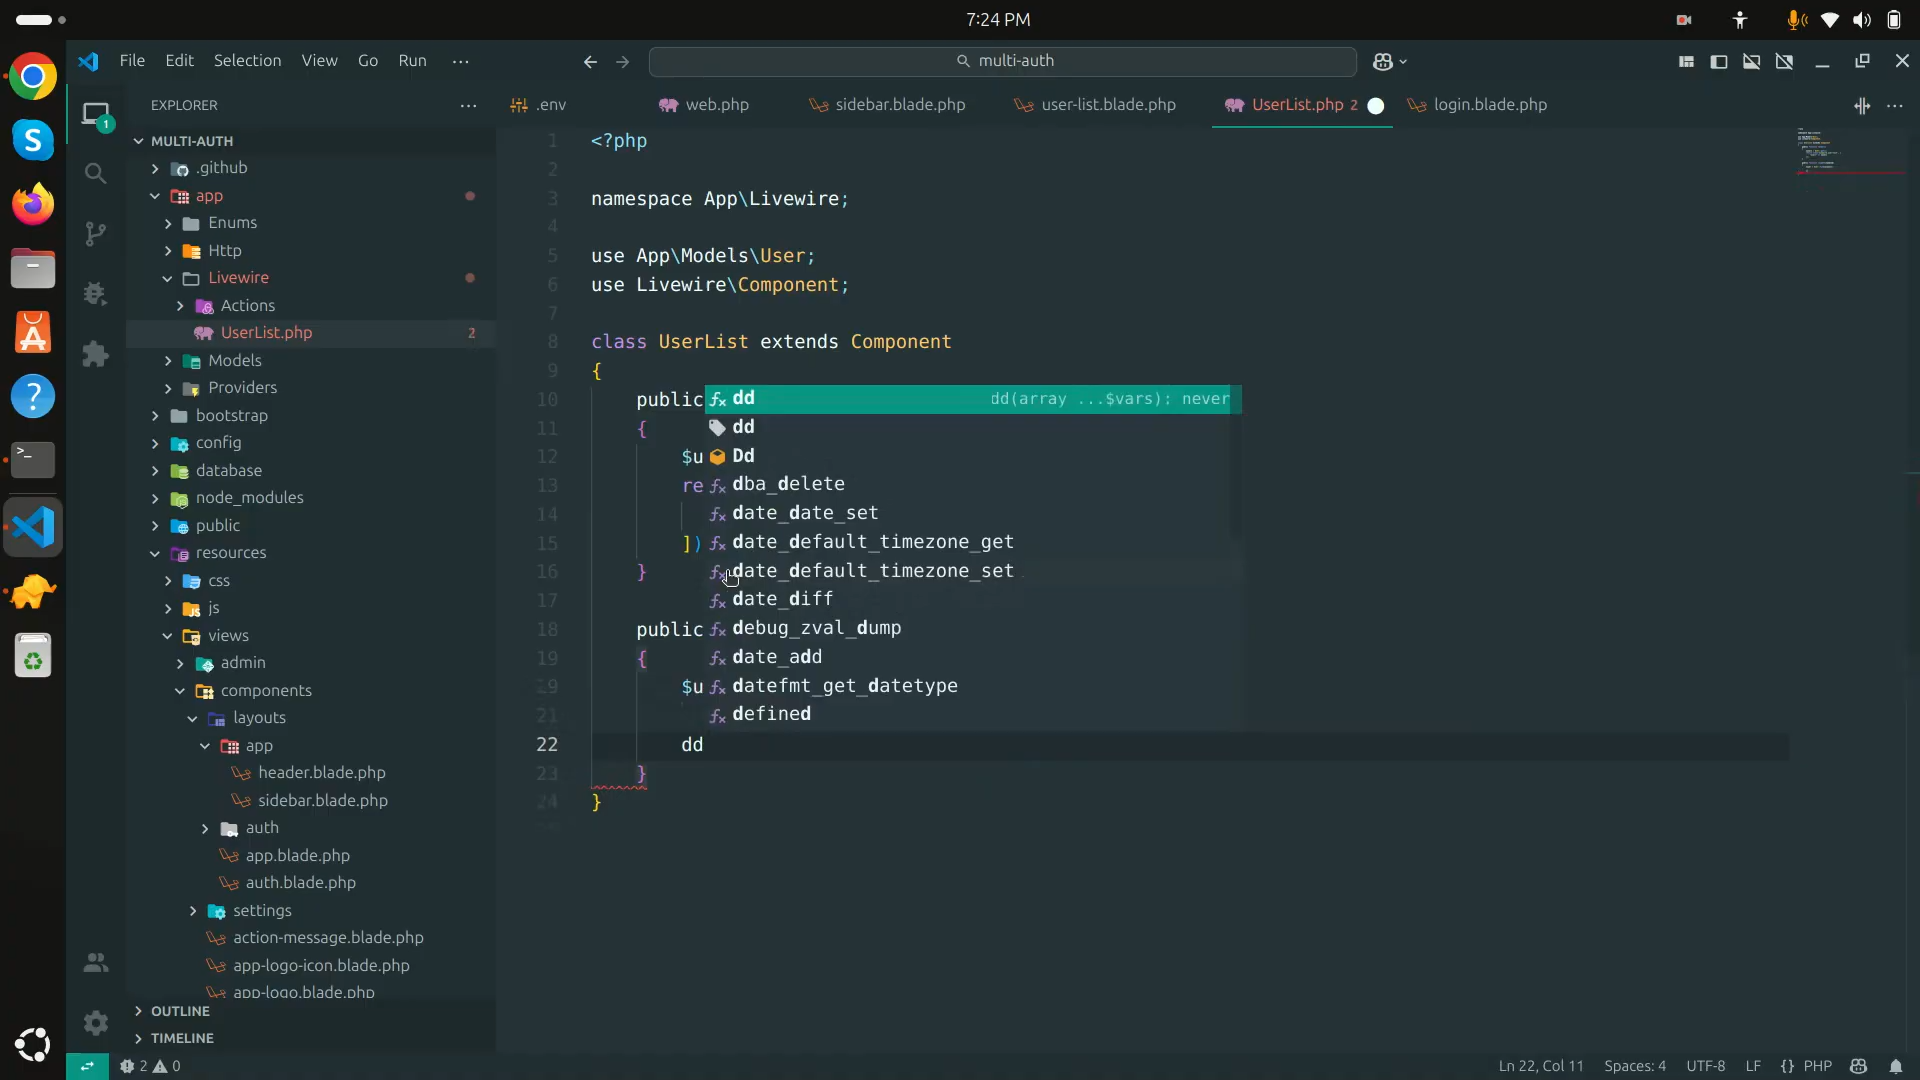 7:24 PM
File Edit Selection View Go Run ...
multi-auth
EXPLORER
.env
web.php
sidebar.blade.php
user-list.blade.php
UserList.php 2
login.blade.php
1
MULTI-AUTH
.github
app
Enums
Http
Livewire
Actions
UserList.php 2
Models
Providers
bootstrap
config
database
node_modules
public
resources
css
js
views
admin
components
layouts
app
header.blade.php
sidebar.blade.php
auth
app.blade.php
auth.blade.php
settings
action-message.blade.php
app-logo-icon.blade.php
app-logo.blade.php
OUTLINE
TIMELINE
1 <?php
2
3 namespace App\Livewire;
4
5 use App\Models\User;
6 use Livewire\Component;
7
8 class UserList extends Component
9 {
10 public
11 {
12 $u
13 re
14
15 ])
16 }
17
18 public
19 {
19 $u
21
22 dd
23 }
24 }
dd dd(array ...$vars): never
dd
Dd
dba_delete
date_date_set
date_default_timezone_get
date_default_timezone_set
date_diff
debug_zval_dump
date_add
datefmt_get_datetype
defined
2 0
Ln 22, Col 11
Spaces: 4
UTF-8
LF
{} PHP